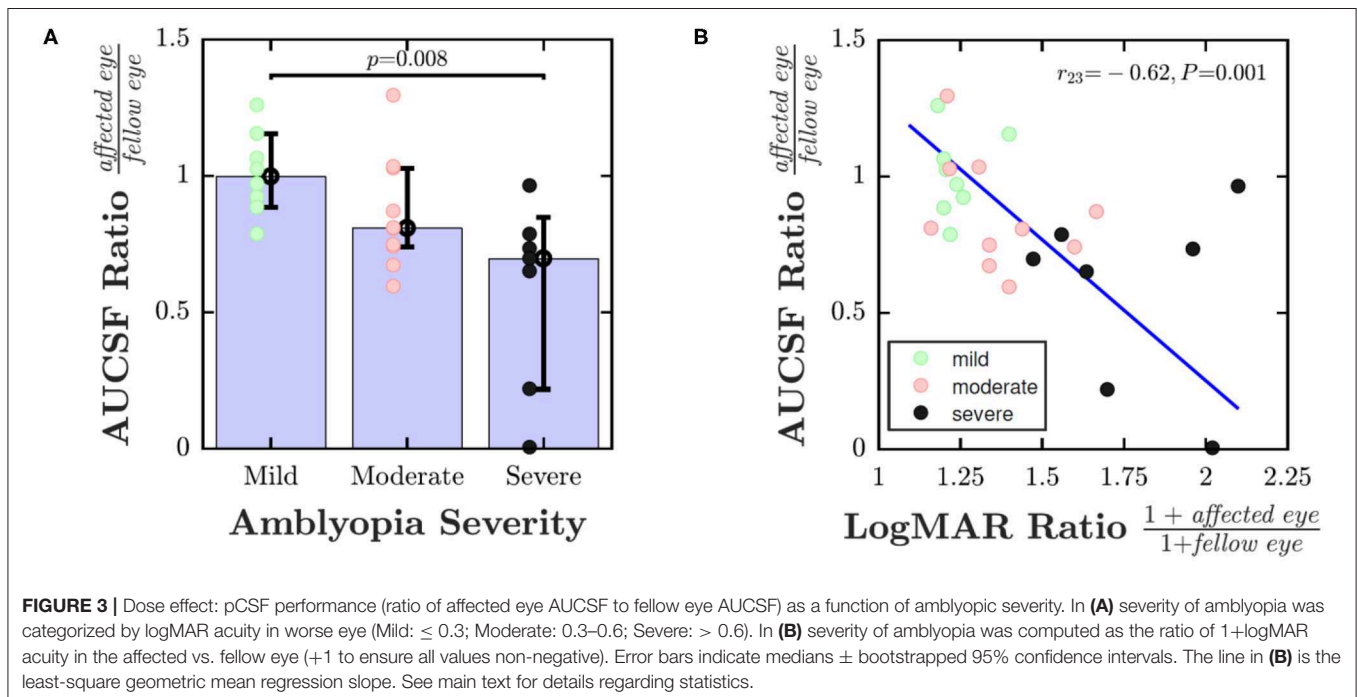 A
AUCSF Ratio affected eye / fellow eye
1.5
1
0.5
0
p=0.008
Mild Moderate Severe
Amblyopia Severity
B
AUCSF Ratio affected eye / fellow eye
1.5
1
0.5
0
r23= − 0.62, P=0.001
mild
moderate
severe
1 1.25 1.5 1.75 2 2.25
LogMAR Ratio 1 + affected eye / 1+fellow eye
FIGURE 3 | Dose effect: pCSF performance (ratio of affected eye AUCSF to fellow eye AUCSF) as a function of amblyopic severity. In (A) severity of amblyopia was
categorized by logMAR acuity in worse eye (Mild: ≤ 0.3; Moderate: 0.3–0.6; Severe: > 0.6). In (B) severity of amblyopia was computed as the ratio of 1+logMAR
acuity in the affected vs. fellow eye (+1 to ensure all values non-negative). Error bars indicate medians ± bootstrapped 95% confidence intervals. The line in (B) is the
least-square geometric mean regression slope. See main text for details regarding statistics.